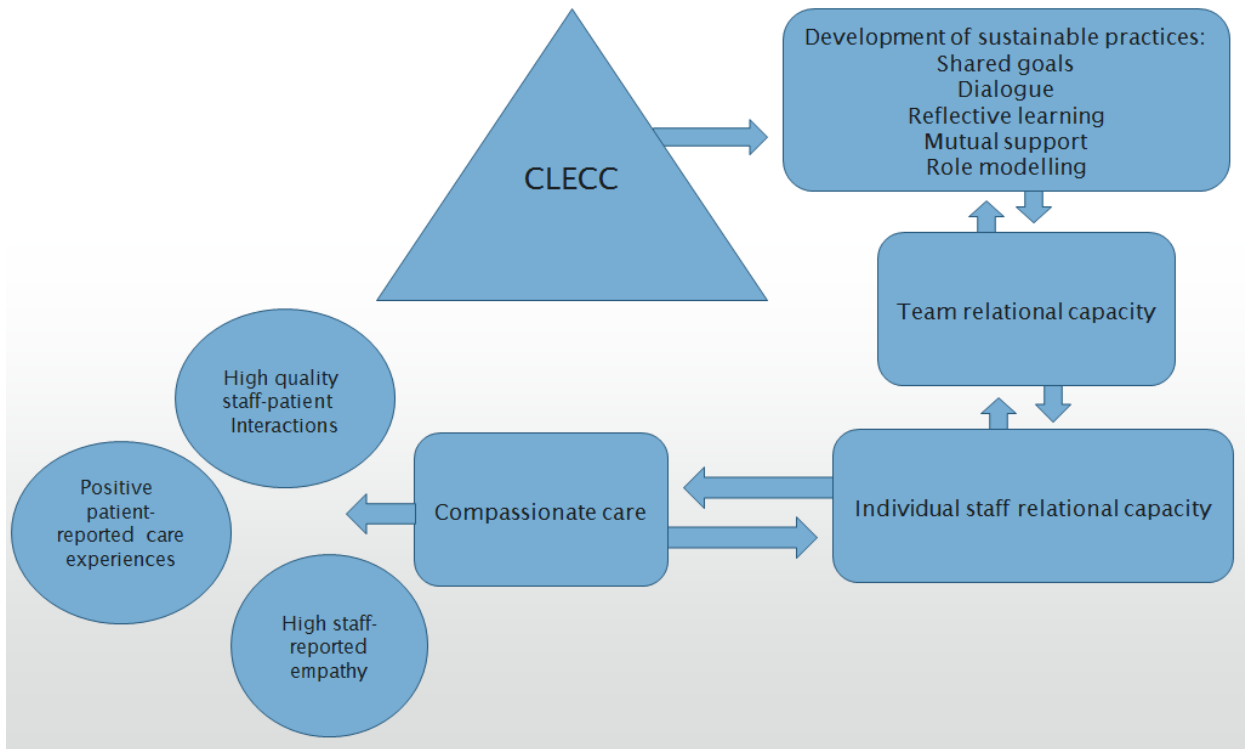 CLECC
Development of sustainable practices:
Shared goals
Dialogue
Reflective learning
Mutual support
Role modelling
Team relational capacity
Individual staff relational capacity
Compassionate care
High quality
staff-patient
Interactions
Positive
patient-
reported care
experiences
High staff-
reported
empathy